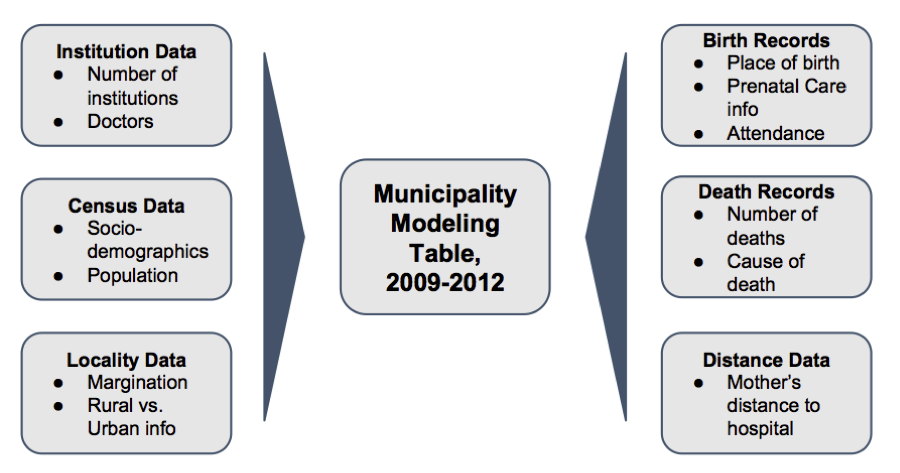 Institution Data
● Number of
institutions
● Doctors
Census Data
● Socio-
demographics
● Population
Locality Data
● Margination
● Rural vs.
Urban info
Municipality
Modeling
Table,
2009-2012
Birth Records
● Place of birth
● Prenatal Care
info
● Attendance
Death Records
● Number of
deaths
● Cause of
death
Distance Data
● Mother's
distance to
hospital